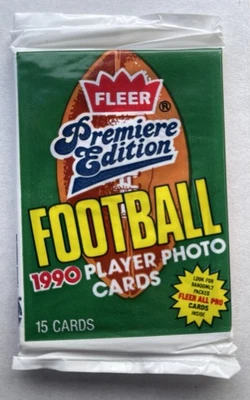 FLEER
®
Premiere
Edition
FOOTBALL
1990 PLAYER PHOTO
CARDS
LOOK FOR
RANDOMLY
PACKED
FLEER ALL PRO
CARDS
INSIDE
15 CARDS